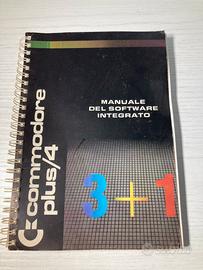 MANUALE
DEL SOFTWARE
INTEGRATO
commodore
plus/4
3+1